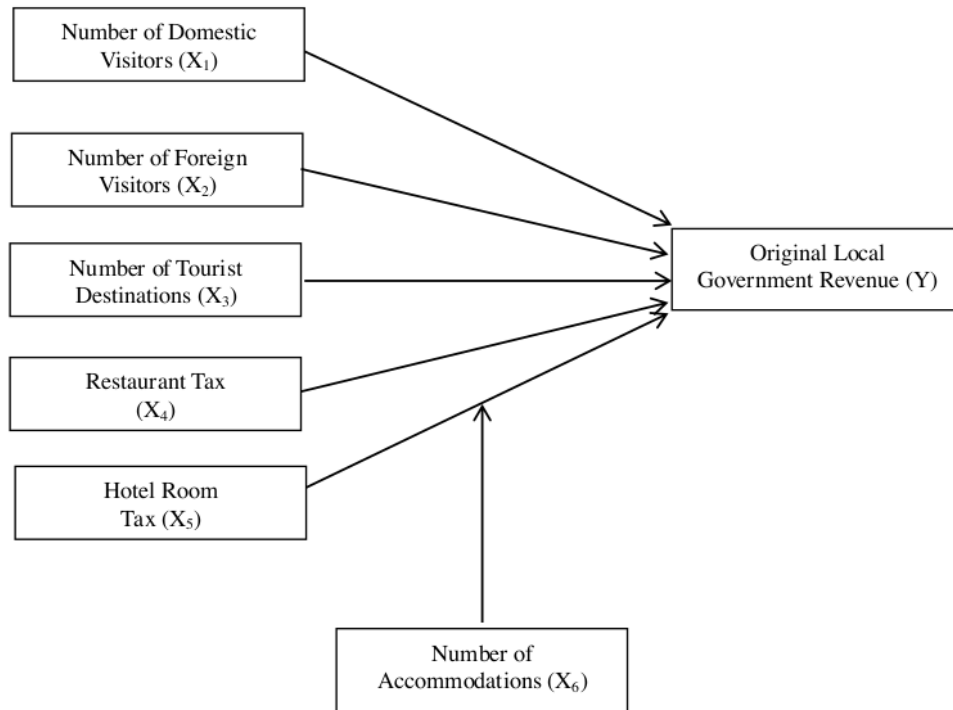 Number of Domestic
Visitors (X₁)
Number of Foreign
Visitors (X₂)
Number of Tourist
Destinations (X₃)
Restaurant Tax
(X₄)
Hotel Room
Tax (X₅)
Original Local
Government Revenue (Y)
Number of
Accommodations (X₆)